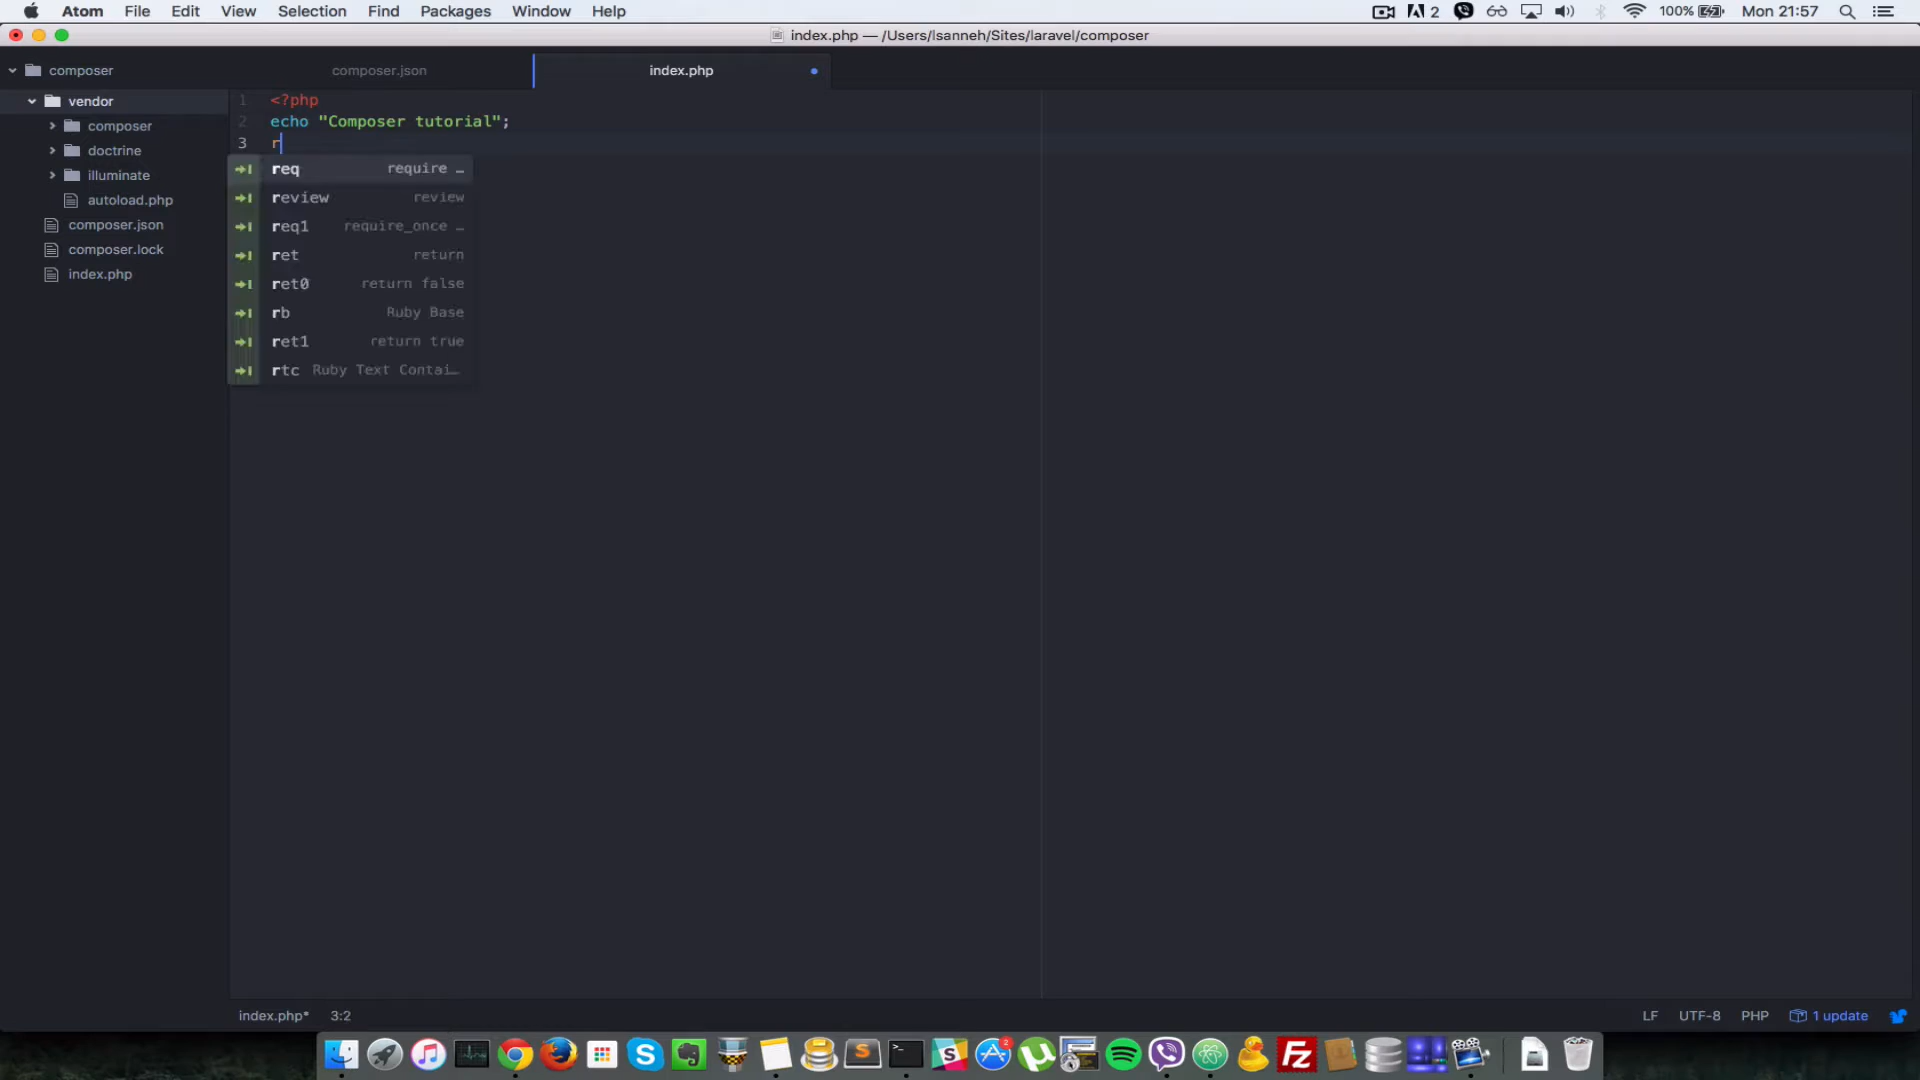 Atom File Edit View Selection Find Packages Window Help 2 100% Mon 21:57
index.php — /Users/lsanneh/Sites/laravel/composer
composer composer.json index.php
vendor
composer
doctrine
illuminate
autoload.php
composer.json
composer.lock
index.php
1 <?php
2 echo "Composer tutorial";
3 r
req require …
review review
req1 require_once …
ret return
ret0 return false
rb Ruby Base
ret1 return true
rtc Ruby Text Contai…
index.php* 3:2 LF UTF-8 PHP 1 update